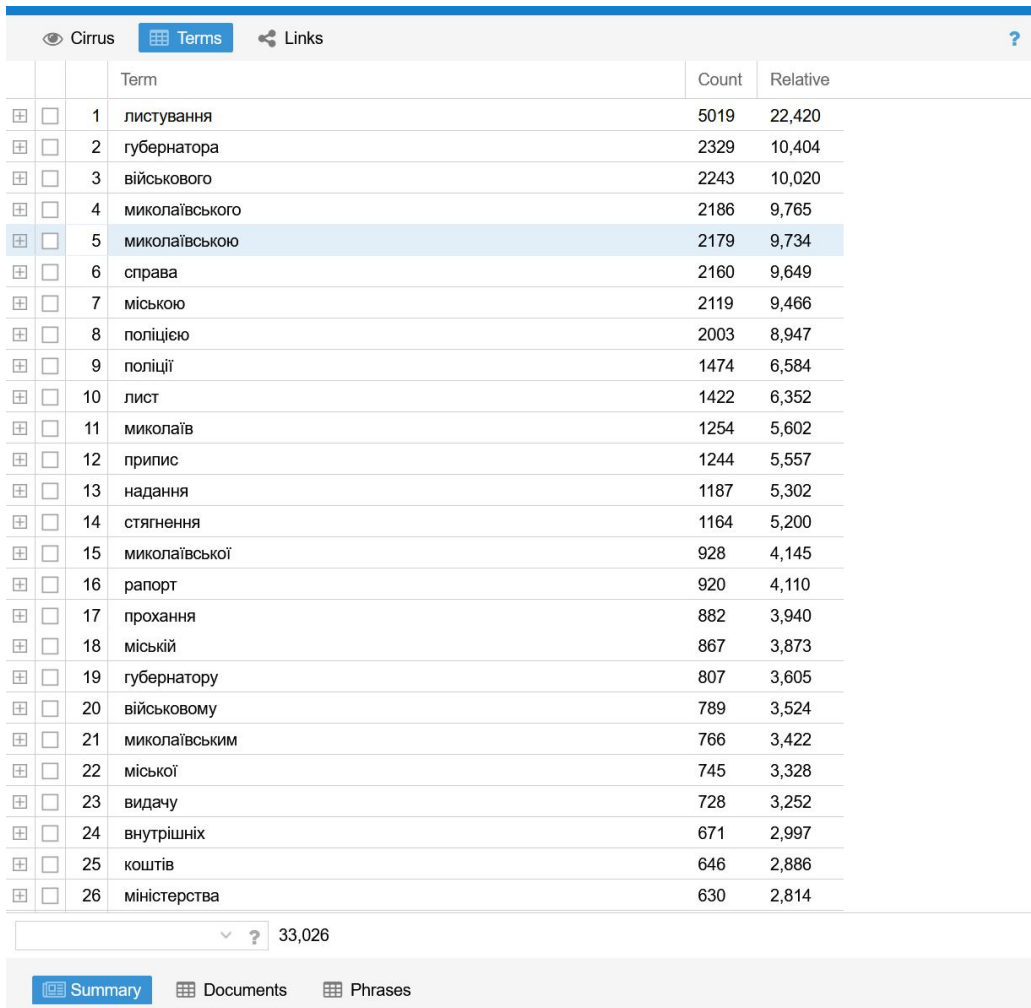 Cirrus Terms Links ?
Term Count Relative
1 листування 5019 22,420
2 губернатора 2329 10,404
3 військового 2243 10,020
4 миколаївського 2186 9,765
5 миколаївською 2179 9,734
6 справа 2160 9,649
7 міською 2119 9,466
8 поліцією 2003 8,947
9 поліції 1474 6,584
10 лист 1422 6,352
11 миколаїв 1254 5,602
12 припис 1244 5,557
13 надання 1187 5,302
14 стягнення 1164 5,200
15 миколаївської 928 4,145
16 рапорт 920 4,110
17 прохання 882 3,940
18 міській 867 3,873
19 губернатору 807 3,605
20 військовому 789 3,524
21 миколаївським 766 3,422
22 міської 745 3,328
23 видачу 728 3,252
24 внутрішніх 671 2,997
25 коштів 646 2,886
26 міністерства 630 2,814
? 33,026
Summary Documents Phrases